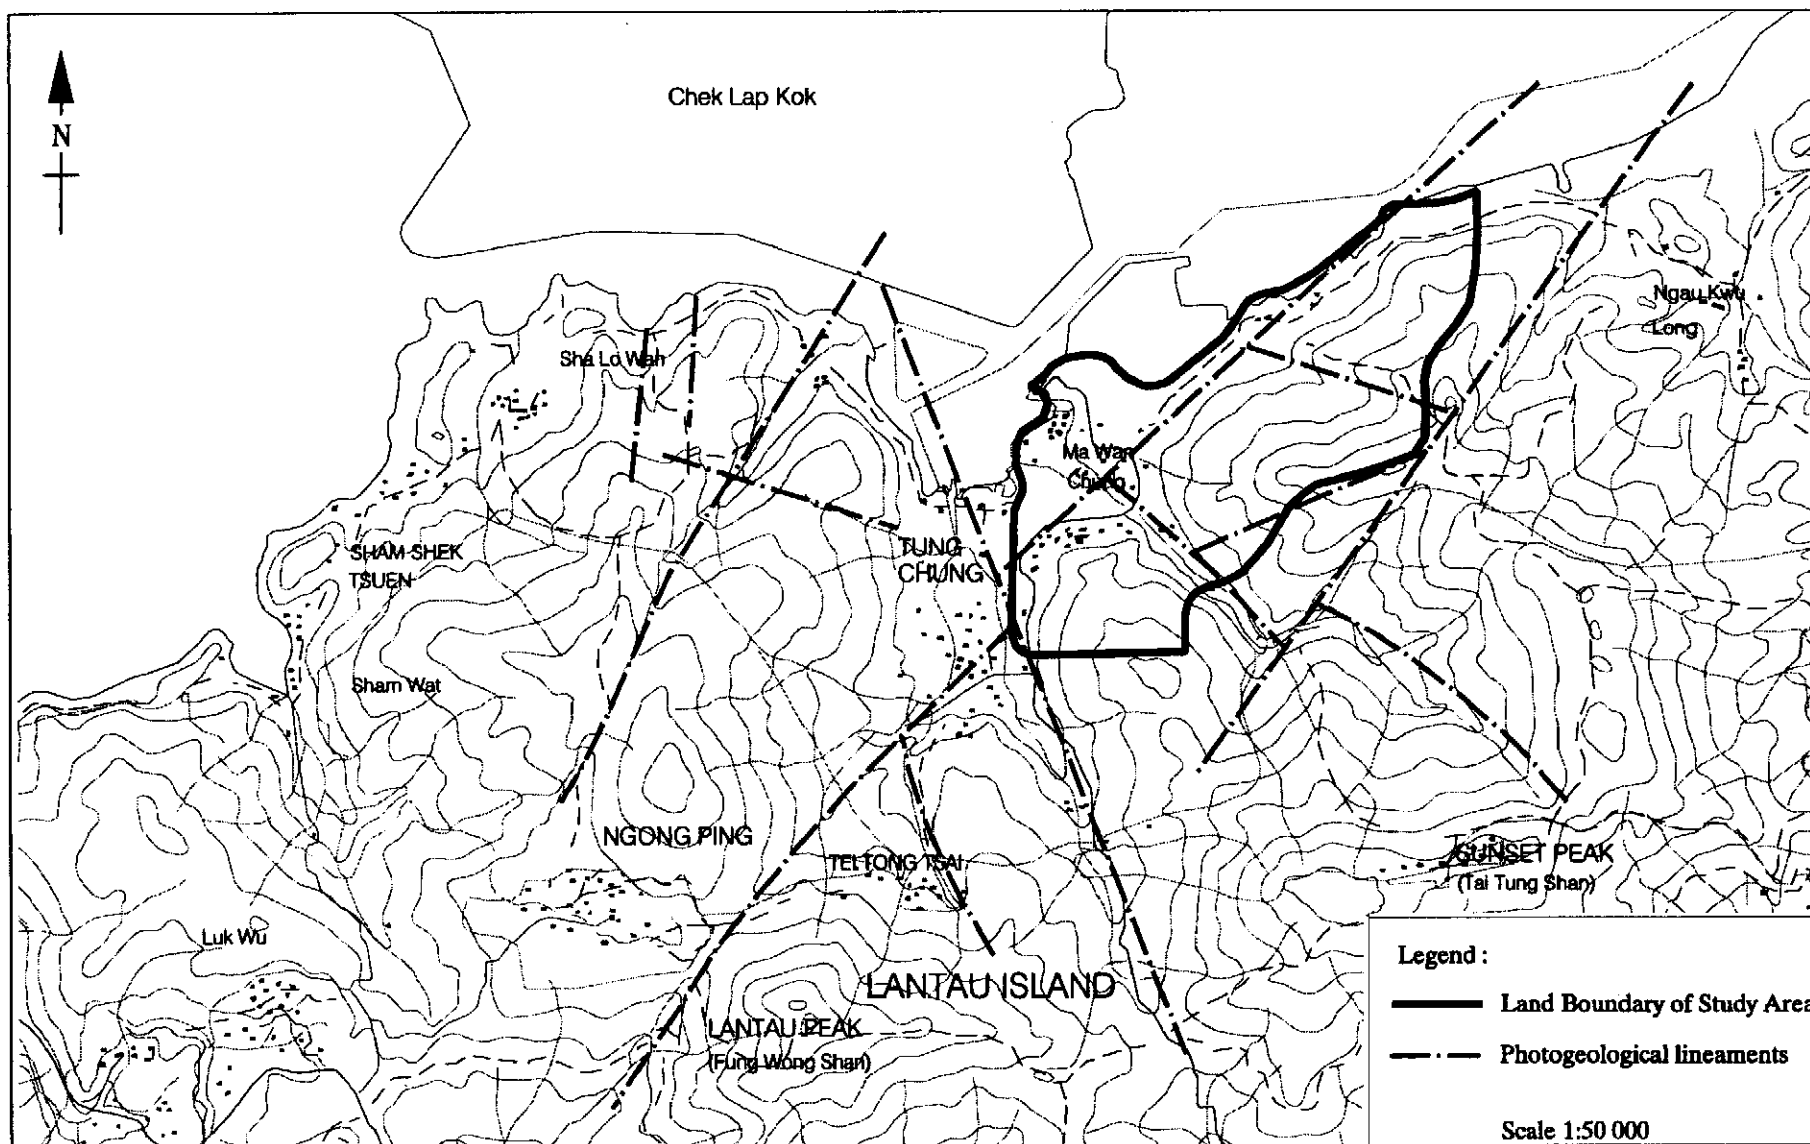 Chek Lap Kok
N
Ngau Kwu
Long
Sha Lo Wan
Ma Wan
Chung
SHAM SHEK
TSUEN
TUNG
CHUNG
Sham Wat
NGONG PING
TEI TONG TSAI
SUNSET PEAK
(Tai Tung Shan)
Luk Wu
LANTAU ISLAND
LANTAU PEAK
(Fung Wong Shan)
Legend :
Land Boundary of Study Area
Photogeological lineaments
Scale 1:50 000